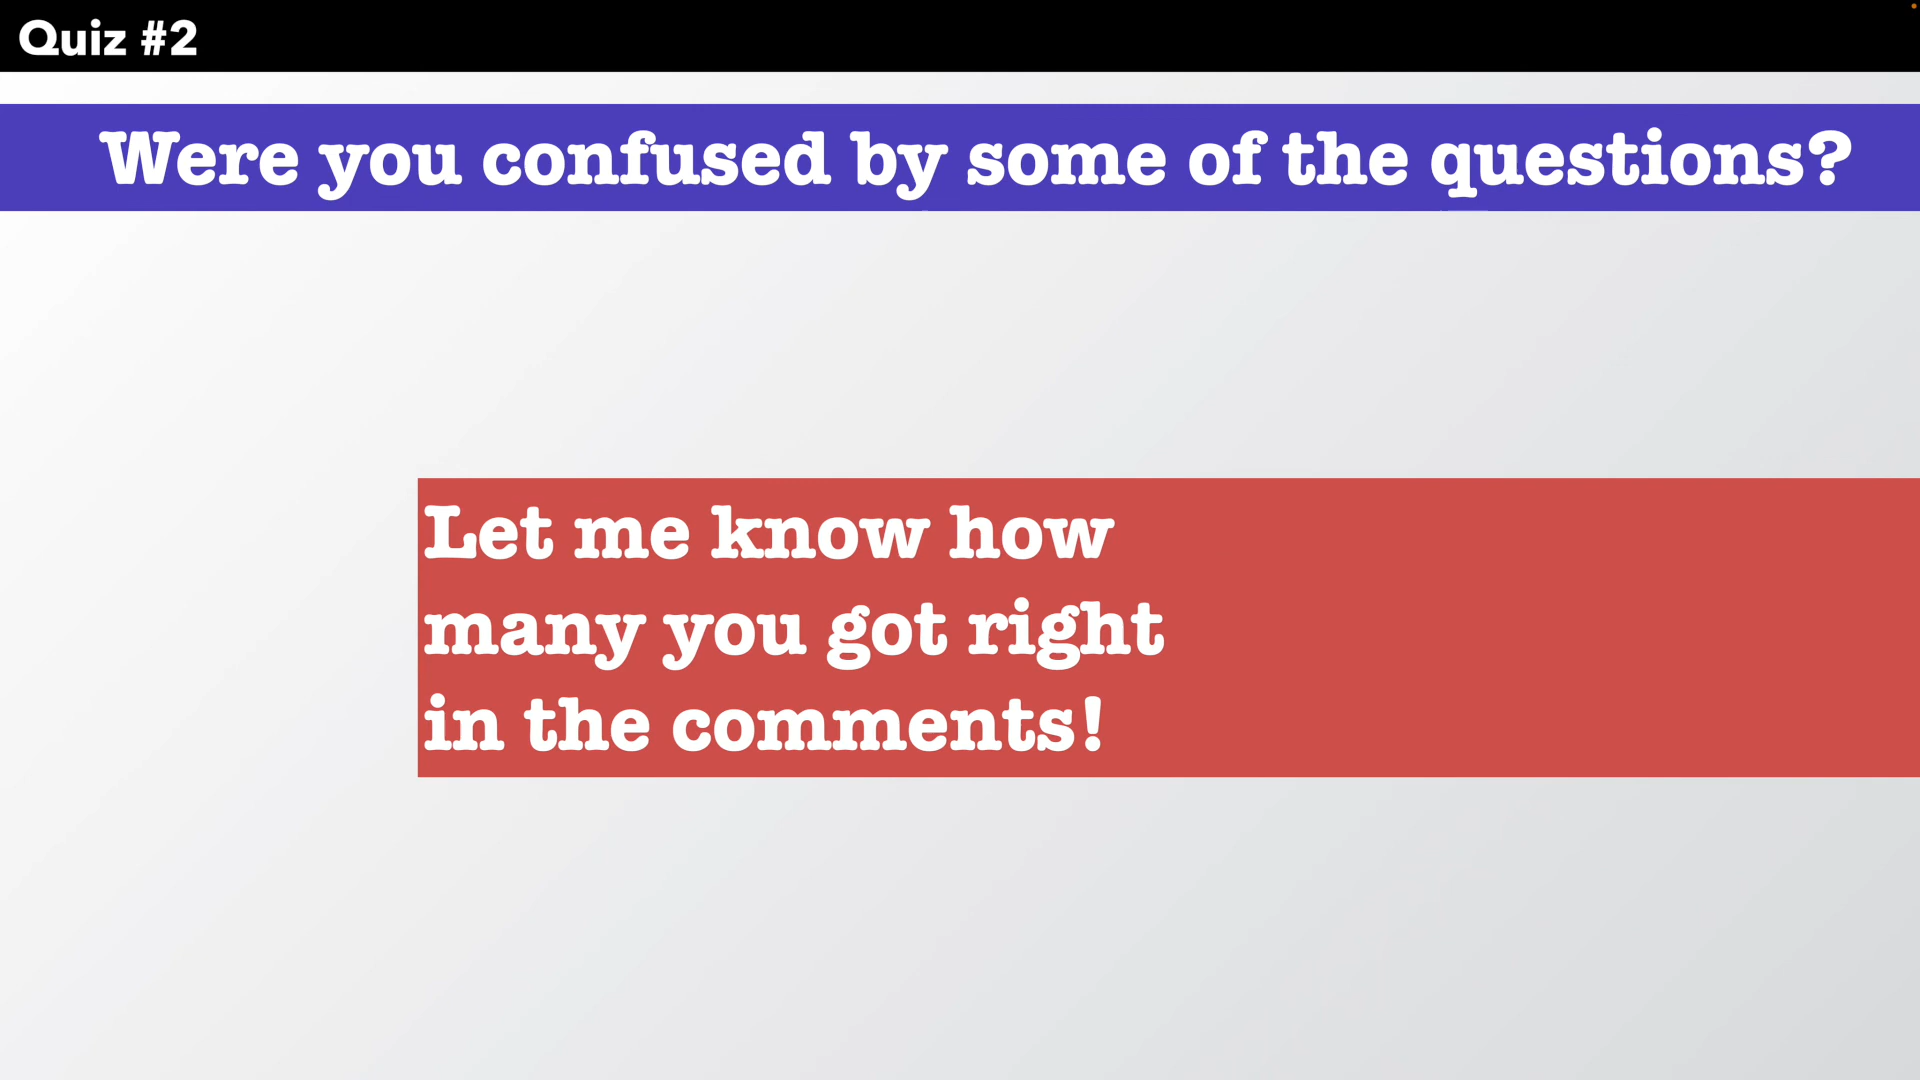 Quiz #2
Were you confused by some of the questions?
Let me know how
many you got right
in the comments!